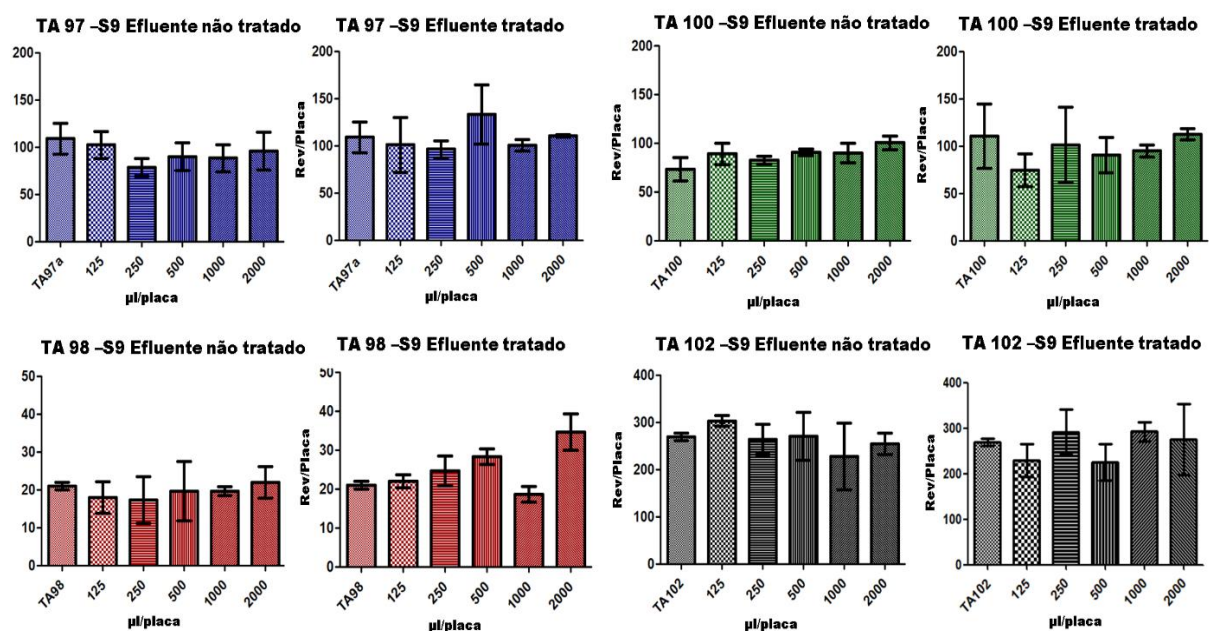 TA 97 –S9 Efluente não tratado
200
150
100
50
0
TA97a
125
250
500
1000
2000
µl/placa
TA 97 –S9 Efluente tratado
Rev/Placa
200
150
100
50
0
TA97a
125
250
500
1000
2000
µl/placa
TA 100 –S9 Efluente não tratado
Rev/Placa
200
150
100
50
0
TA100
125
250
500
1000
2000
µl/placa
TA 100 –S9 Efluente tratado
Rev/Placa
200
150
100
50
0
TA100
125
250
500
1000
2000
µl/placa
TA 98 –S9 Efluente não tratado
50
40
30
20
10
0
TA98
125
250
500
1000
2000
µl/placa
TA 98 –S9 Efluente tratado
Rev/Placa
50
40
30
20
10
0
TA98
125
250
500
1000
2000
µl/placa
TA 102 –S9 Efluente não tratado
Rev/Placa
400
300
200
100
0
TA102
125
250
500
1000
2000
µl/placa
TA 102 –S9 Efluente tratado
Rev/Placa
400
300
200
100
0
TA102
125
250
500
1000
2000
µl/placa